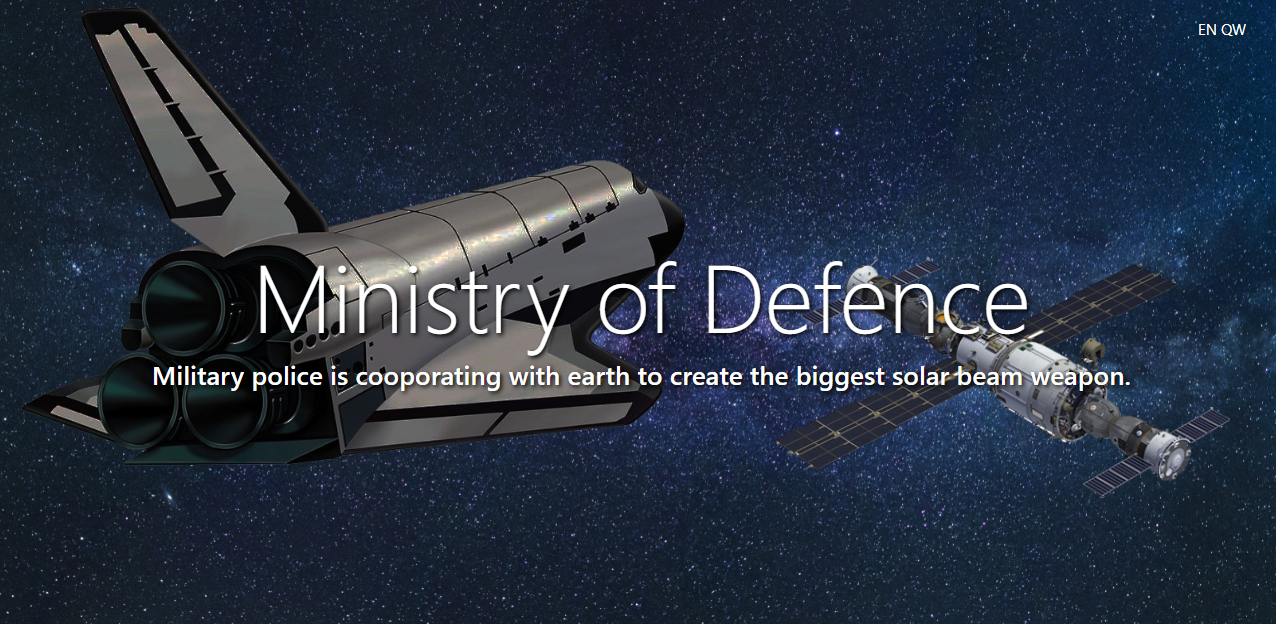 EN QW
Ministry of Defence
Military police is cooporating with earth to create the biggest solar beam weapon.